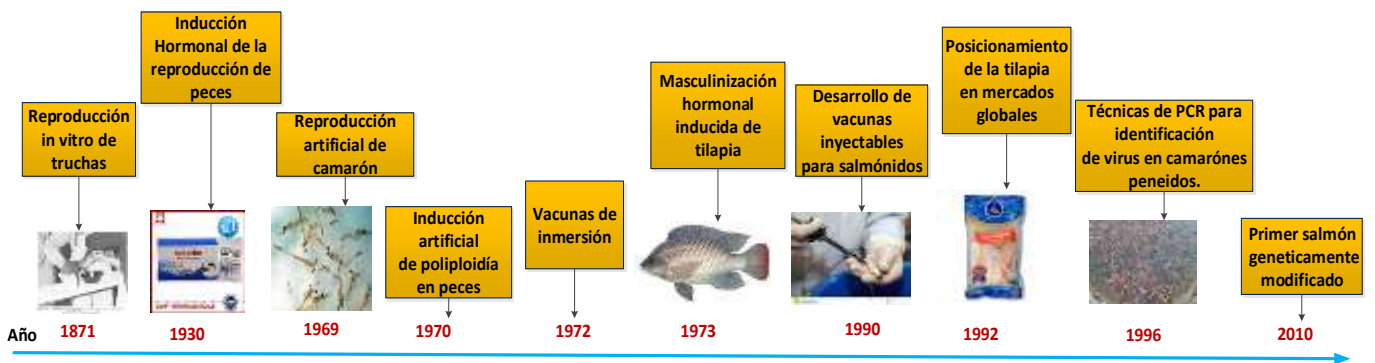 Reproducción
in vitro de
truchas
Inducción
Hormonal de la
reproducción de
peces
Reproducción
artificial de
camarón
Inducción
artificial
de poliploidía
en peces
Vacunas de
inmersión
Masculinización
hormonal
inducida de
tilapia
Desarrollo de
vacunas
inyectables
para salmónidos
Posicionamiento
de la tilapia
en mercados
globales
Técnicas de PCR para
identificación
de virus en camarónes
peneidos.
Primer salmón
geneticamente
modificado
Año
1871
1930
1969
1970
1972
1973
1990
1992
1996
2010